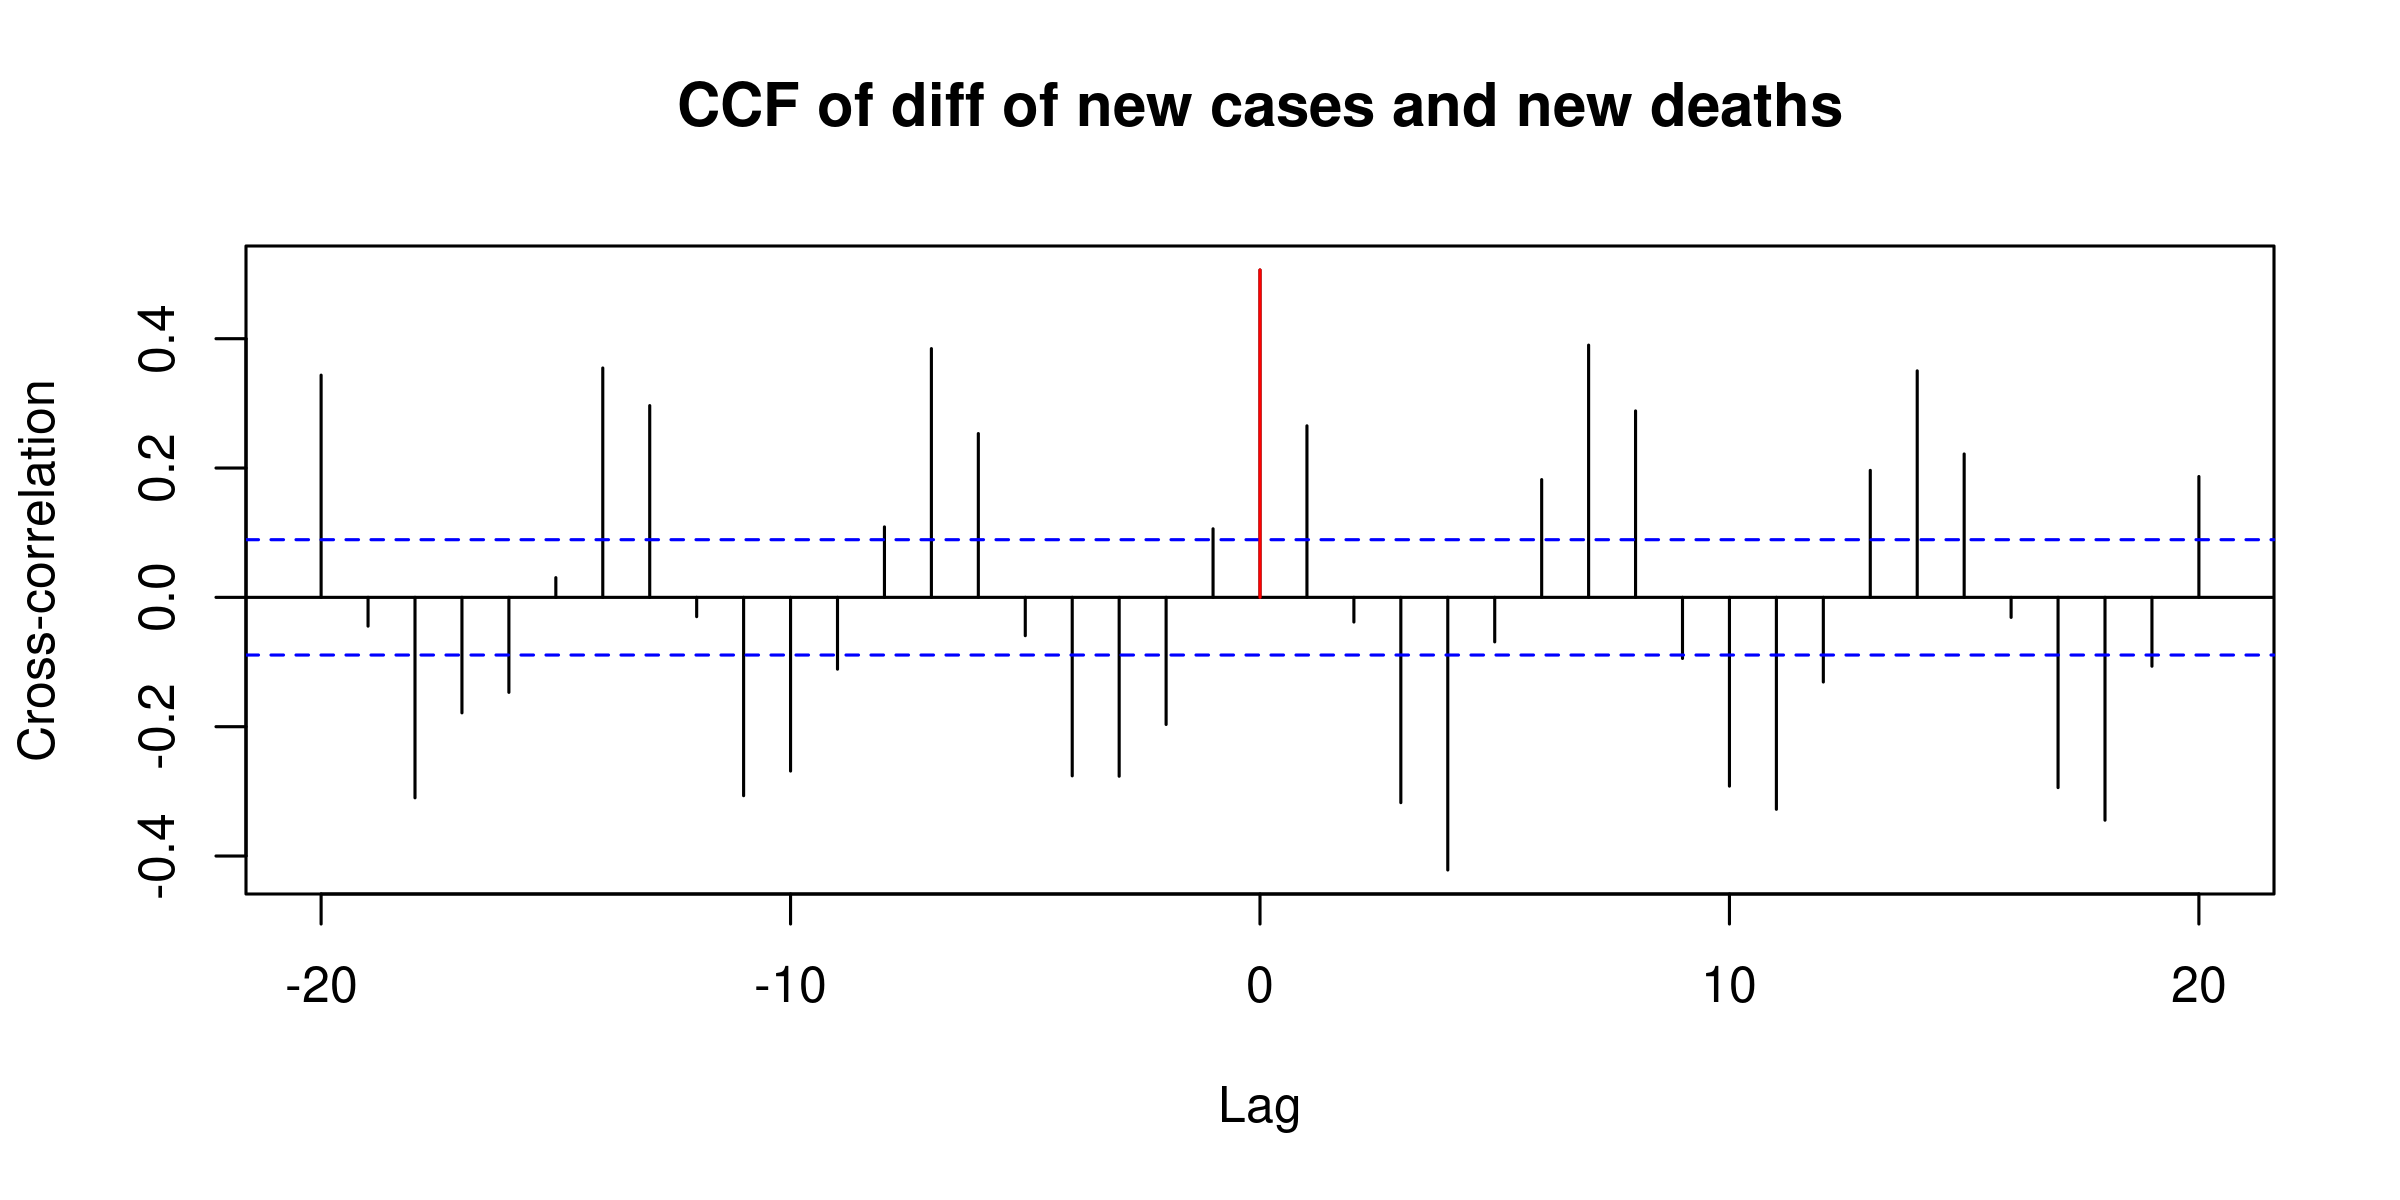 CCF of diff of new cases and new deaths
Cross-correlation
0.4
0.2
0.0
-0.2
-0.4
-20 -10 0 10 20
Lag